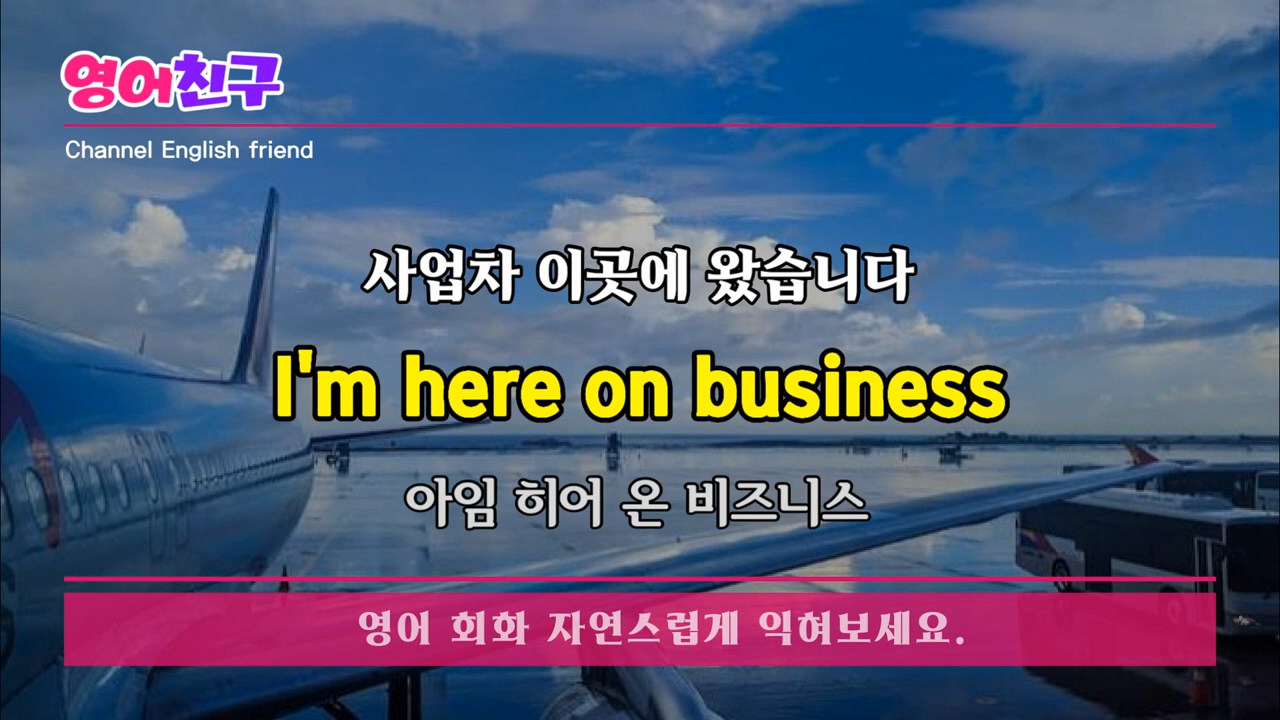 영어친구
Channel English friend
사업차 이곳에 왔습니다
I'm here on business
아임 히어 온 비즈니스
영어 회화 자연스럽게 익혀보세요.